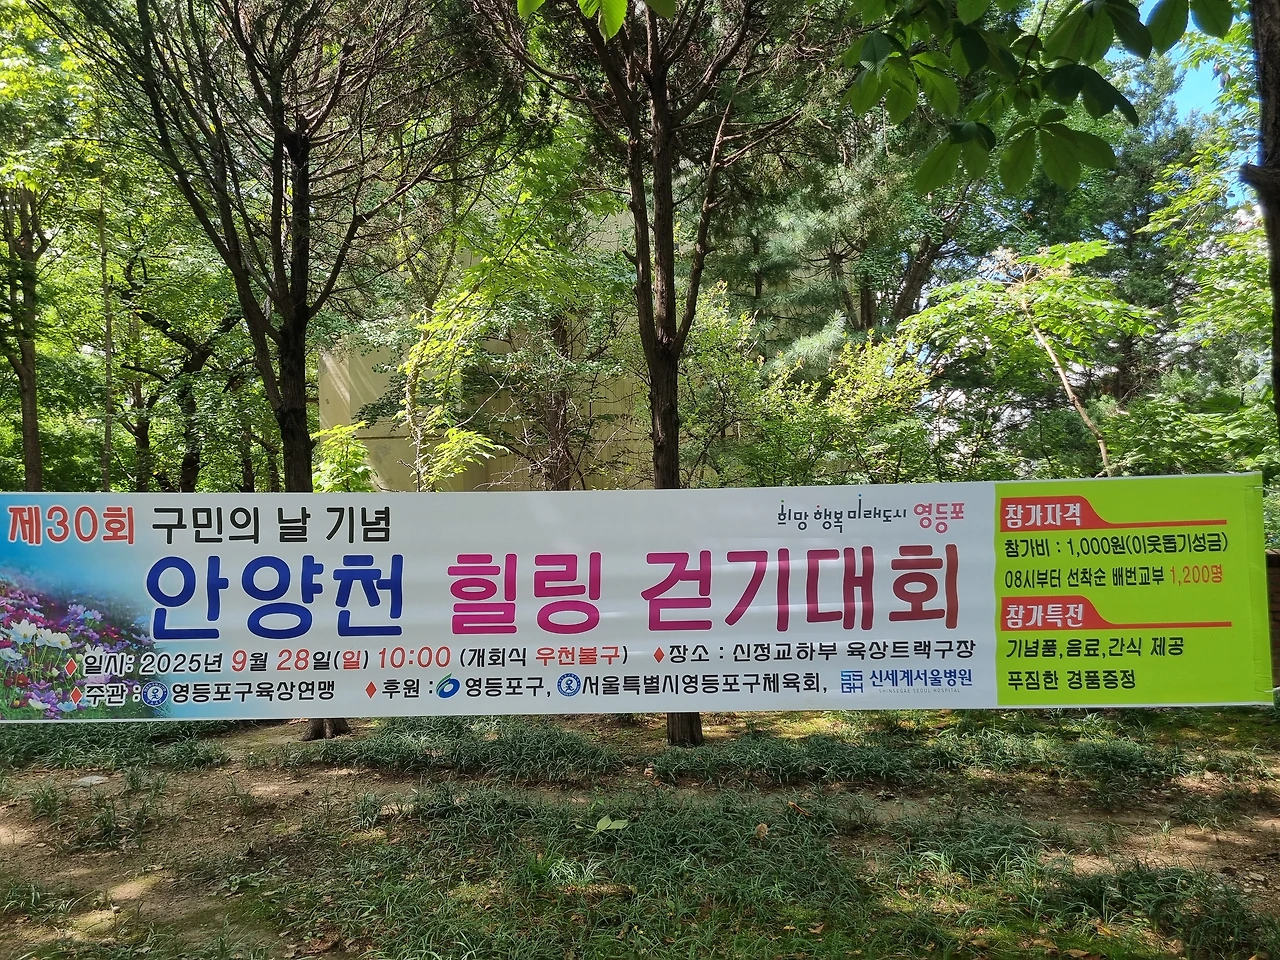 제30회 구민의 날 기념
희망 행복 미래도시 영등포
안양천 힐링 걷기대회
♦일시: 2025년 9월 28일(일) 10:00 (개회식 우천불구) ♦장소 : 신정교하부 육상트랙구장
♦주관 : 영등포구육상연맹 ♦후원 : 영등포구, 서울특별시영등포구체육회, 신세계서울병원
SHINSEGAE SEOUL HOSPITAL
참가자격
참가비 : 1,000원(이웃돕기성금)
08시부터 선착순 배번교부 1,200명
참가특전
기념품,음료,간식 제공
푸짐한 경품증정